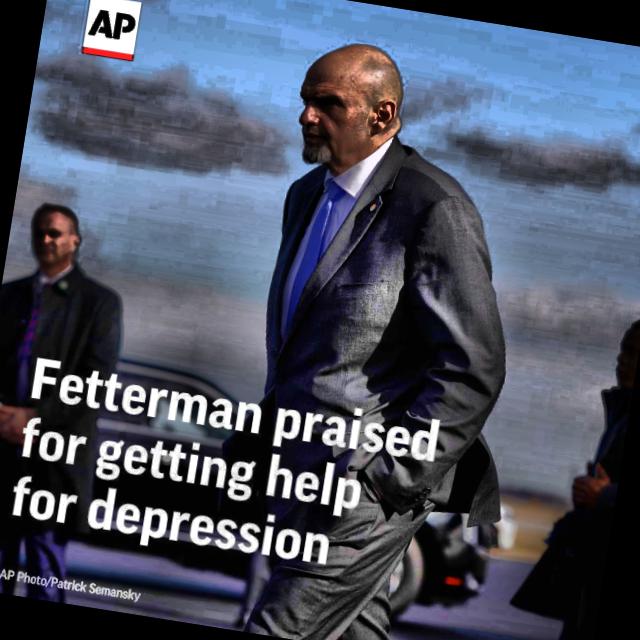 AP
Fetterman praised
for getting help
for depression
AP Photo/Patrick Semansky